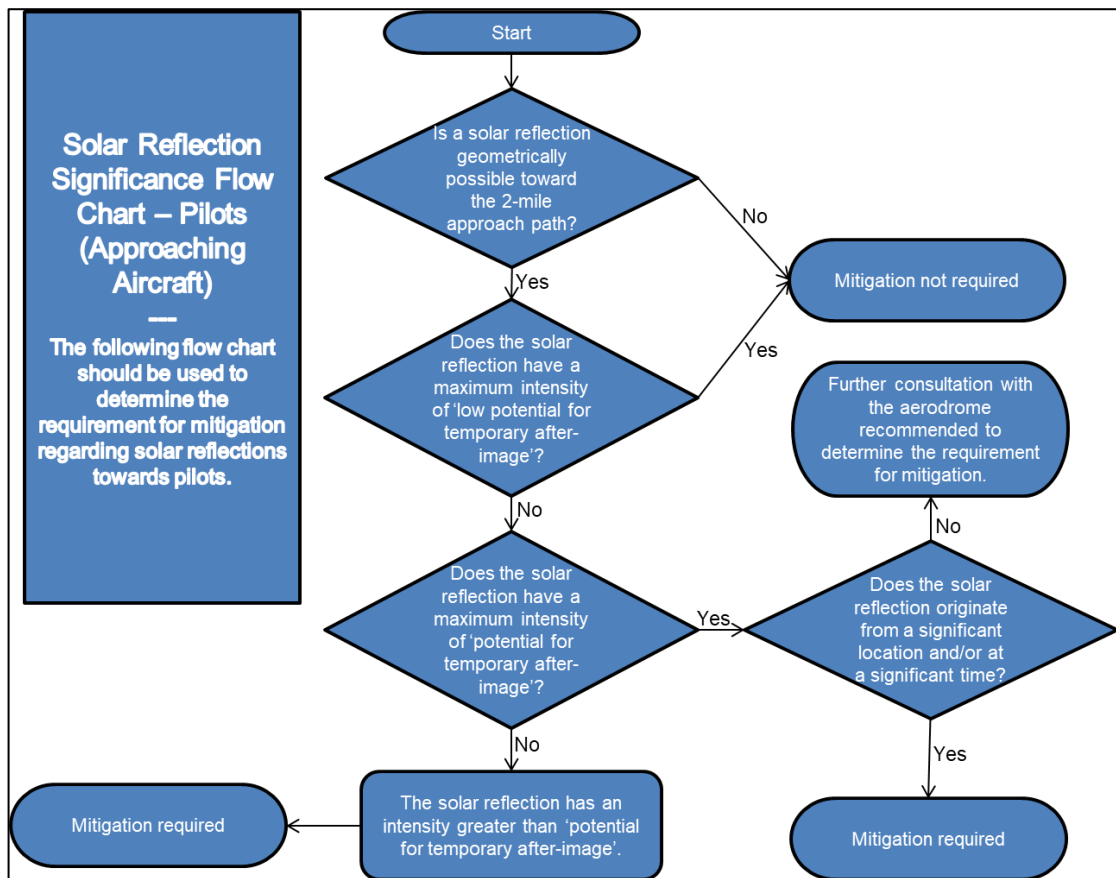 Solar Reflection
Significance Flow
Chart – Pilots
(Approaching
Aircraft)
---
The following flow chart
should be used to
determine the
requirement for mitigation
regarding solar reflections
towards pilots.
Start
Is a solar reflection
geometrically
possible toward
the 2-mile
approach path?
No
Yes
Mitigation not required
Does the solar
reflection have a
maximum intensity
of ‘low potential for
temporary after-
image’?
Yes
No
Further consultation with
the aerodrome
recommended to
determine the requirement
for mitigation.
No
Does the solar
reflection have a
maximum intensity
of ‘potential for
temporary after-
image’?
Yes
Does the solar
reflection originate
from a significant
location and/or at
a significant time?
No
Yes
The solar reflection has an
intensity greater than ‘potential
for temporary after-image’.
Mitigation required
Mitigation required